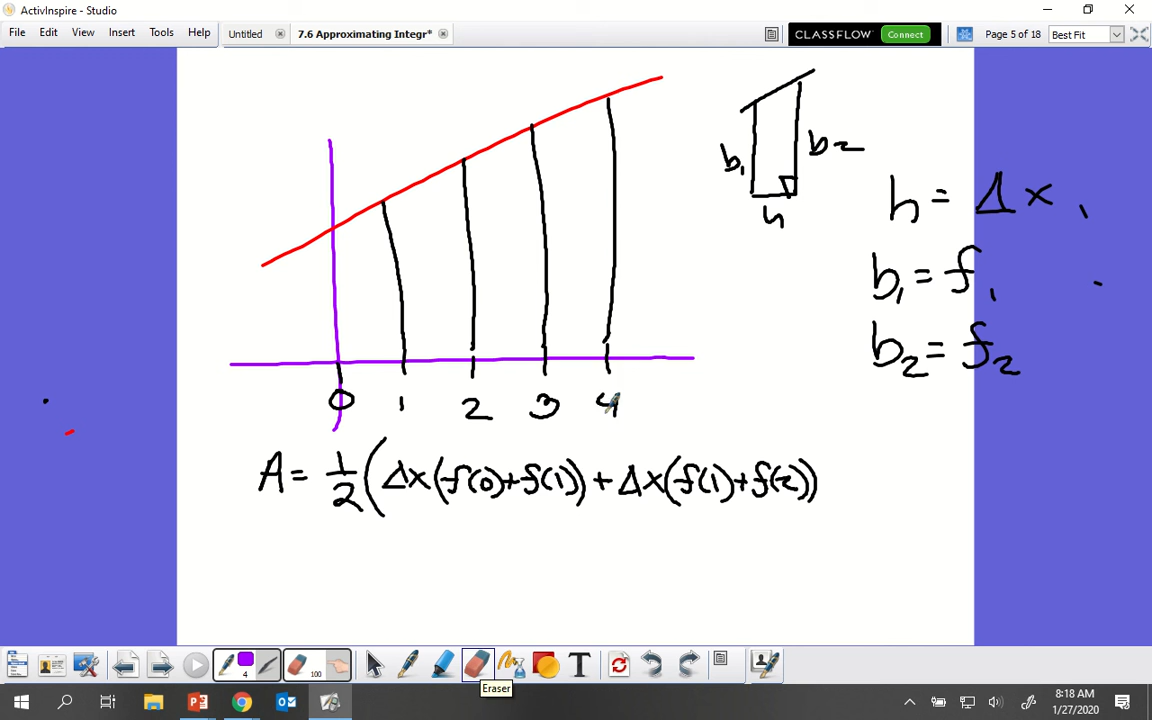 ActivInspire - Studio
File Edit View Insert Tools Help
Untitled
7.6 Approximating Integr*
CLASSFLOW Connect
Page 5 of 18
Best Fit
b1
b2
h
h = Δx,
b1 = f1
b2 = f2
0 1 2 3 4
A = 1/2 (Δx(f(0)+f(1)) + Δx(f(1)+f(2))
4
100
T
Eraser
8:18 AM
1/27/2020